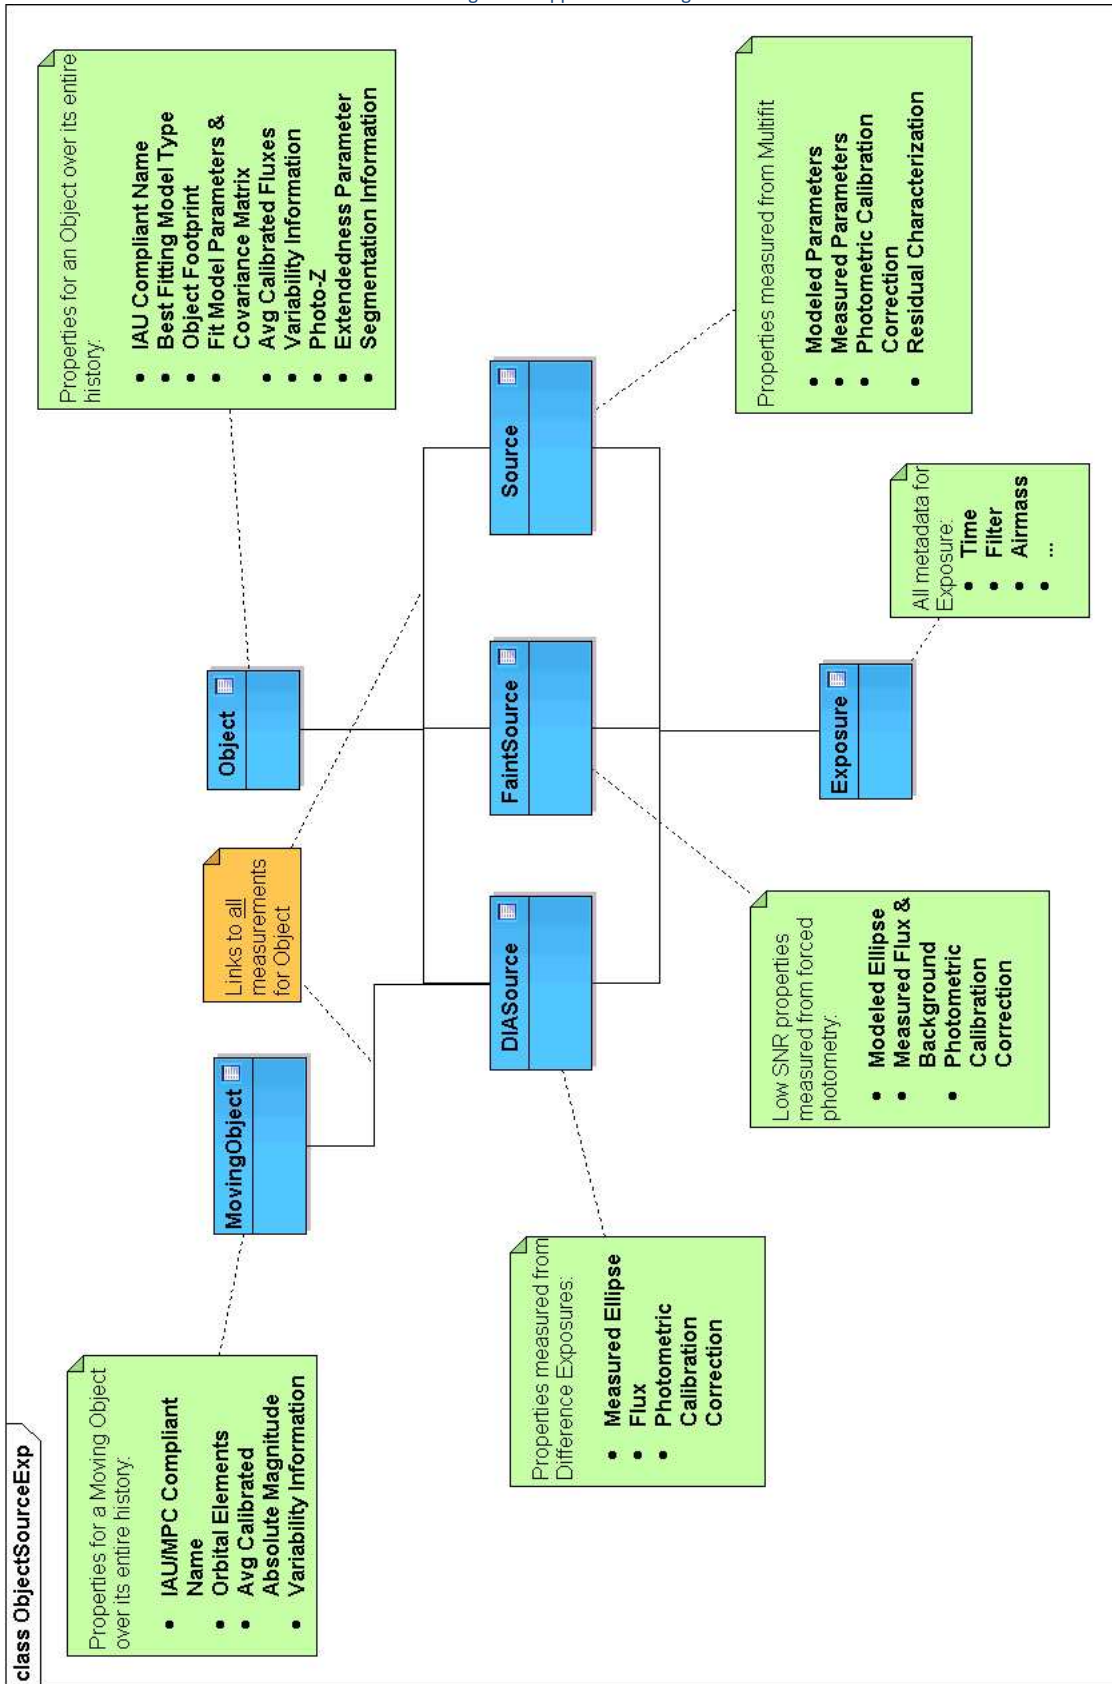 class ObjectSourceExp
Properties for a Moving Object
over its entire history:
• IAU/MPC Compliant
Name
• Orbital Elements
• Avg Calibrated
Absolute Magnitude
• Variability Information
MovingObject
Links to all
measurements
for Object
Object
Properties for an Object over its entire
history:
• IAU Compliant Name
• Best Fitting Model Type
• Object Footprint
• Fit Model Parameters &
Covariance Matrix
• Avg Calibrated Fluxes
• Variability Information
• Photo-Z
• Extendedness Parameter
• Segmentation Information
DIASource
FaintSource
Source
Properties measured from
Difference Exposures:
• Measured Ellipse
• Flux
• Photometric
Calibration
Correction
Low SNR properties
measured from forced
photometry:
• Modeled Ellipse
• Measured Flux &
Background
• Photometric
Calibration
Correction
Exposure
All metadata for
Exposure:
• Time
• Filter
• Airmass
• ...
Properties measured from Multifit
• Modeled Parameters
• Measured Parameters
• Photometric Calibration
Correction
• Residual Characterization